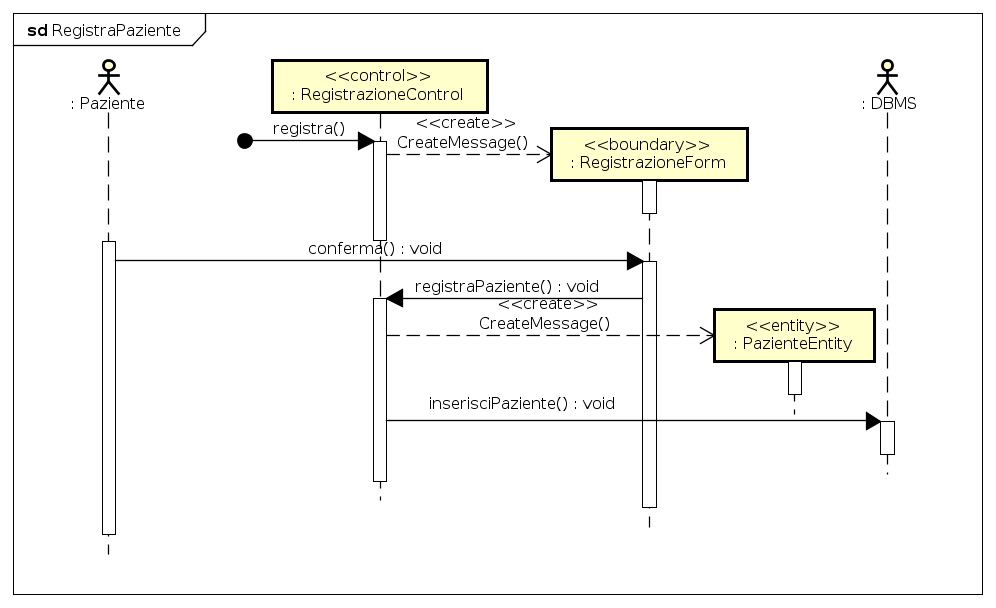 sd RegistraPaziente
: Paziente
<<control>>
: RegistrazioneControl
: DBMS
registra()
<<create>>
CreateMessage()
<<boundary>>
: RegistrazioneForm
conferma() : void
registraPaziente() : void
<<create>>
CreateMessage()
<<entity>>
: PazienteEntity
inserisciPaziente() : void